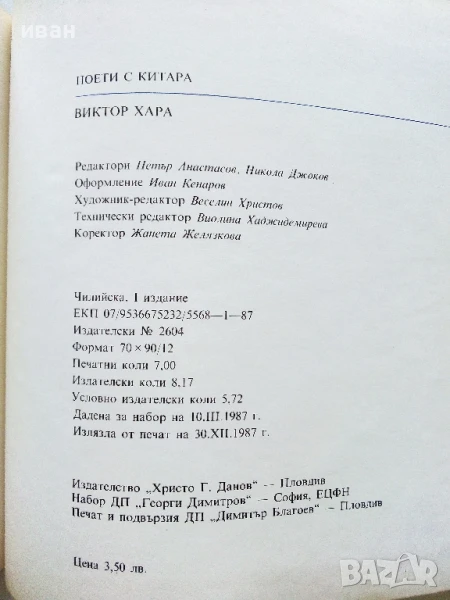 иван
ПОЕТИ С КИТАРА
ВИКТОР ХАРА
Редактори Петър Анастасов, Никола Джоков
Оформление Иван Кенаров
Художник-редактор Веселин Христов
Технически редактор Виолина Хаджидемирева
Коректор Жанета Желязкова
Чилийска. I издание
ЕКП 07/9536675232/5568—1—87
Издателски № 2604
Формат 70×90/12
Печатни коли 7,00
Издателски коли 8,17
Условно издателски коли 5,72
Дадена за набор на 10.III.1987 г.
Излязла от печат на 30.XII.1987 г.
Издателство „Христо Г. Данов“ — Пловдив
Набор ДП „Георги Димитров“ — София, ЕЦФН
Печат и подвързия ДП „Димитър Благоев“ — Пловдив
Цена 3,50 лв.
BAZAR